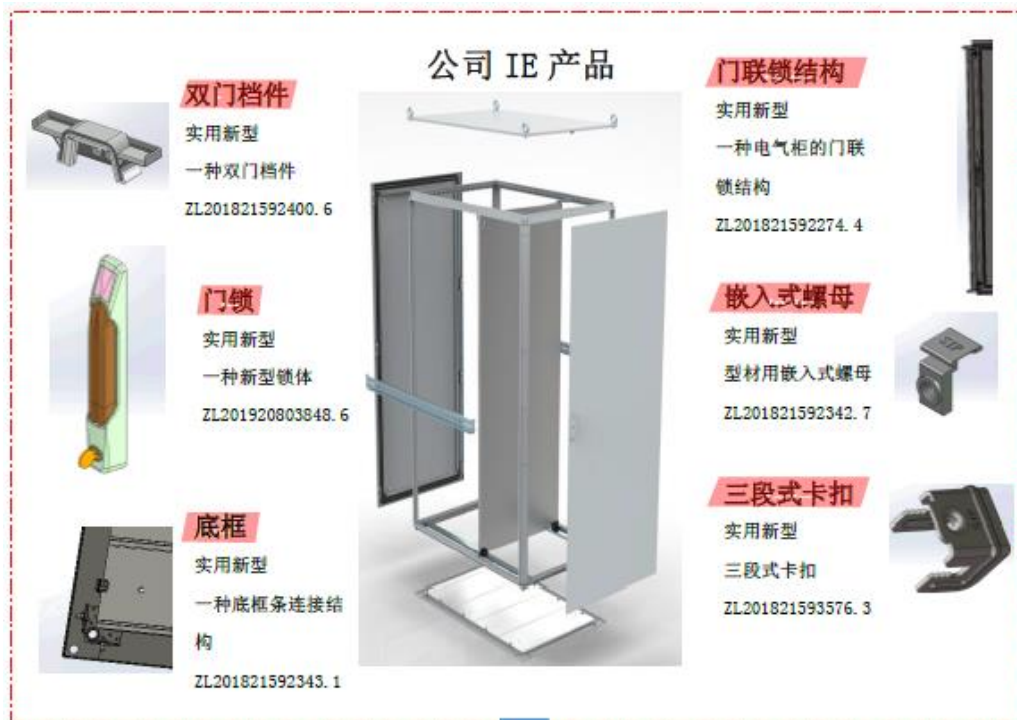 公司 IE 产品
双门档件
实用新型
一种双门档件
ZL201821592400.6
门锁
实用新型
一种新型锁体
ZL201920803848.6
底框
实用新型
一种底框条连接结
构
ZL201821592343.1
门联锁结构
实用新型
一种电气柜的门联
锁结构
ZL201821592274.4
嵌入式螺母
实用新型
型材用嵌入式螺母
ZL201821592342.7
STP
三段式卡扣
实用新型
三段式卡扣
ZL201821593576.3